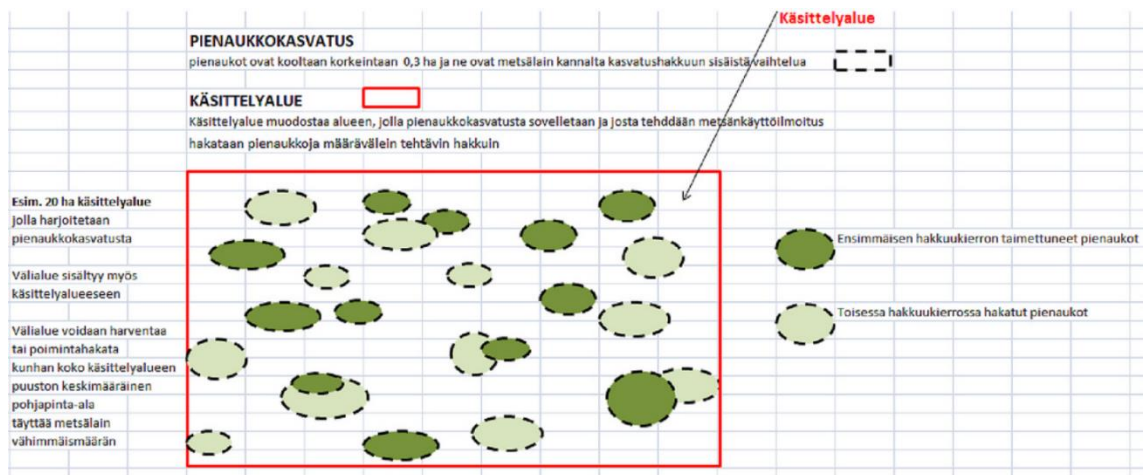 Käsittelyalue
PIENAUKKOKASVATUS
pienaukot ovat kooltaan korkeintaan 0,3 ha ja ne ovat metsälain kannalta kasvatushakkuun sisäistä vaihtelua
KÄSITTELYALUE
Käsittelyalue muodostaa alueen, jolla pienaukkokasvatusta sovelletaan ja josta tehddään metsänkäyttöilmoitus
hakataan pienaukkoja määrävälein tehtävin hakkuin
Esim. 20 ha käsittelyalue
Jolla harjoitetaan
pienaukkokasvatusta
Välialue sisältyy myös
käsittelyalueeseen
Välialue voidaan harventaa
tai poimintahakata
kunhan koko käsittelyalueen
puuston keskimääräinen
pohjapinta-ala
täyttää metsälain
vähimmäismäärän
Ensimmäisen hakkuukierron taimettuneet pienaukot
Toisessa hakkuukierrossa hakatut pienaukot